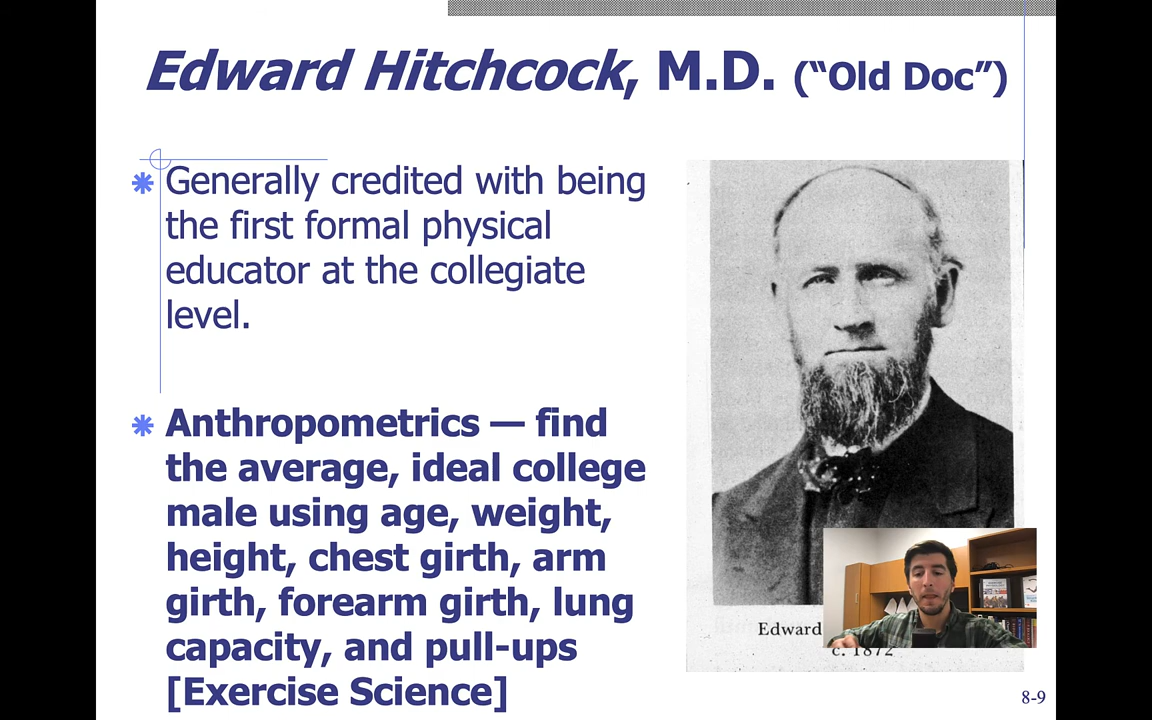 Edward Hitchcock, M.D. (“Old Doc”)
Generally credited with being
the first formal physical
educator at the collegiate
level.
Anthropometrics — find
the average, ideal college
male using age, weight,
height, chest girth, arm
girth, forearm girth, lung
capacity, and pull-ups
[Exercise Science]
Edward
c. 1872
8-9